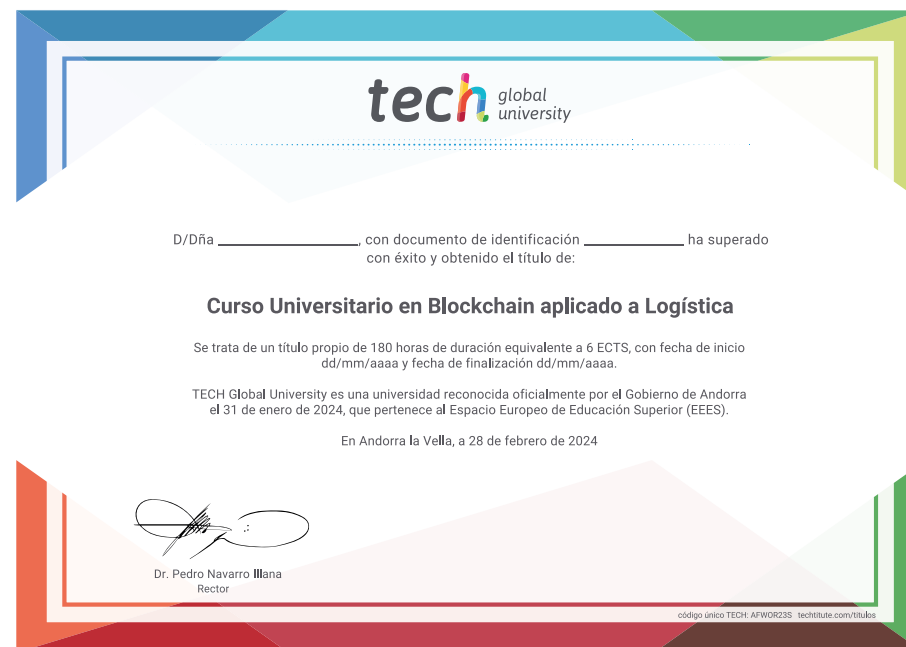 tech global university
D/Dña ____________________, con documento de identificación ______________ ha superado
con éxito y obtenido el título de:
Curso Universitario en Blockchain aplicado a Logística
Se trata de un título propio de 180 horas de duración equivalente a 6 ECTS, con fecha de inicio
dd/mm/aaaa y fecha de finalización dd/mm/aaaa.
TECH Global University es una universidad reconocida oficialmente por el Gobierno de Andorra
el 31 de enero de 2024, que pertenece al Espacio Europeo de Educación Superior (EEES).
En Andorra la Vella, a 28 de febrero de 2024
Dr. Pedro Navarro Illana
Rector
código único TECH: AFWOR23S techtitute.com/titulos